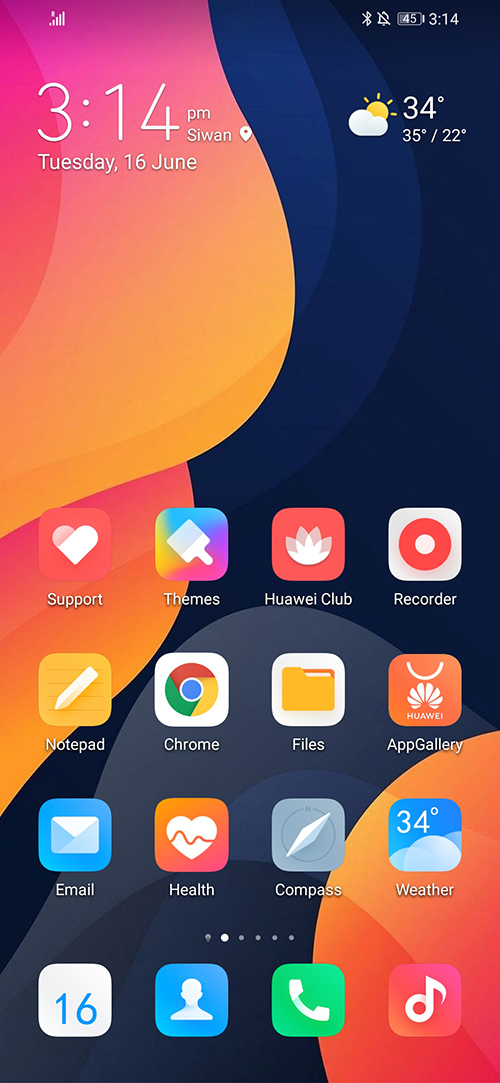 R
45 3:14
3:14 pm
Siwan
Tuesday, 16 June
34°
35° / 22°
Support Themes Huawei Club Recorder
HUAWEI
Notepad Chrome Files AppGallery
N
34°
Email Health Compass Weather
16